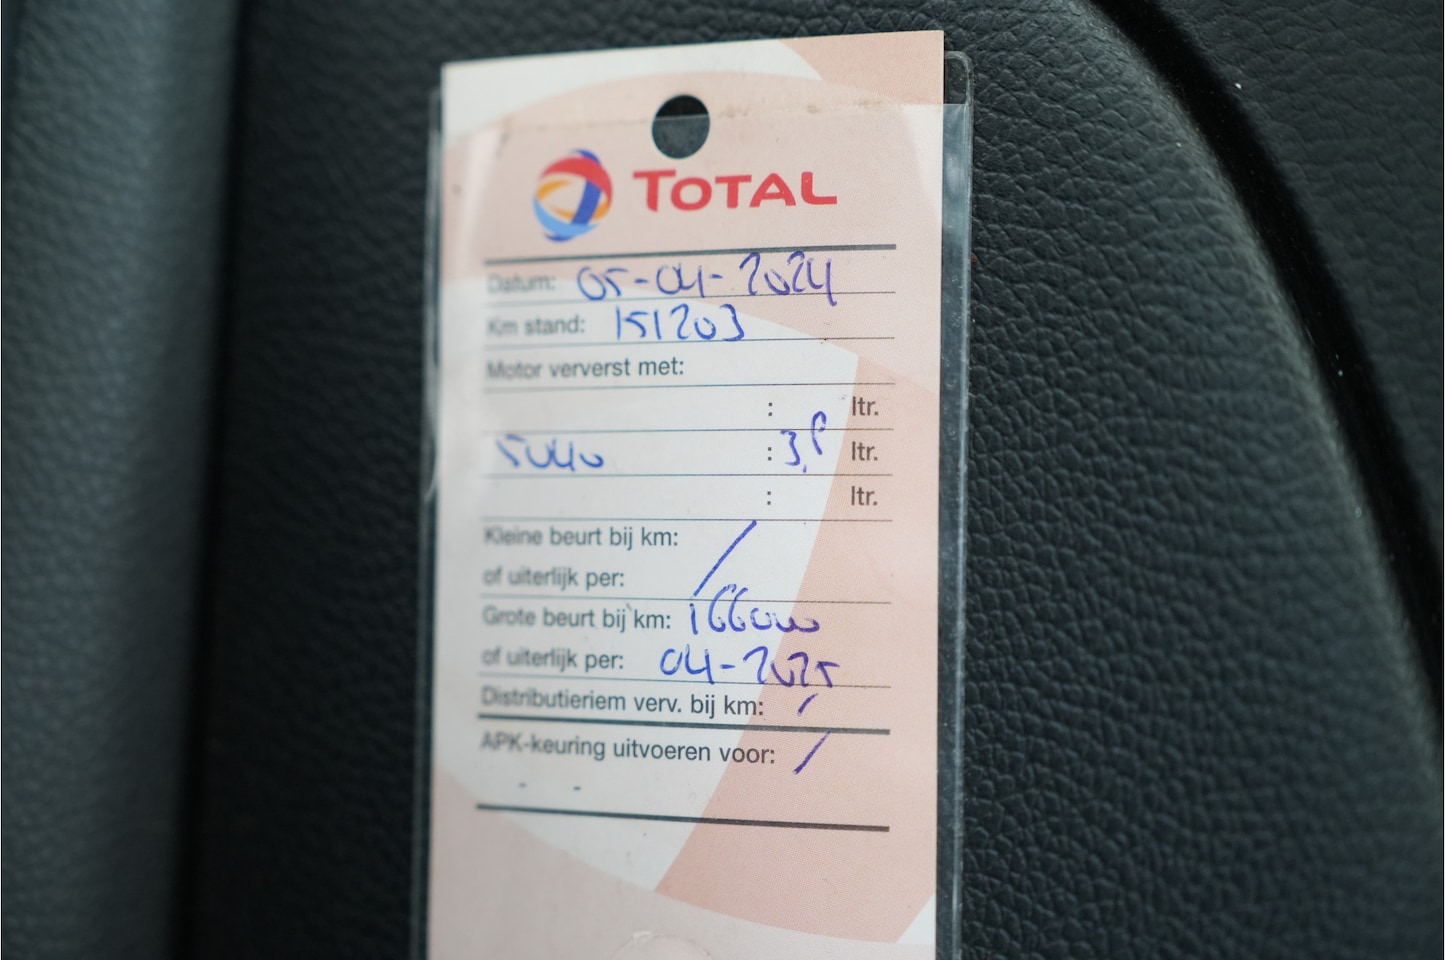 TOTAL
Datum: 05-04-2024
Km stand: 151203
Motor ververst met:
: ltr.
5W40 : 3,8 ltr.
: ltr.
Kleine beurt bij km: /
of uiterlijk per:
Grote beurt bij km: 166000
of uiterlijk per: 04-2025
Distributieriem verv. bij km: /
APK-keuring uitvoeren voor: /
- -